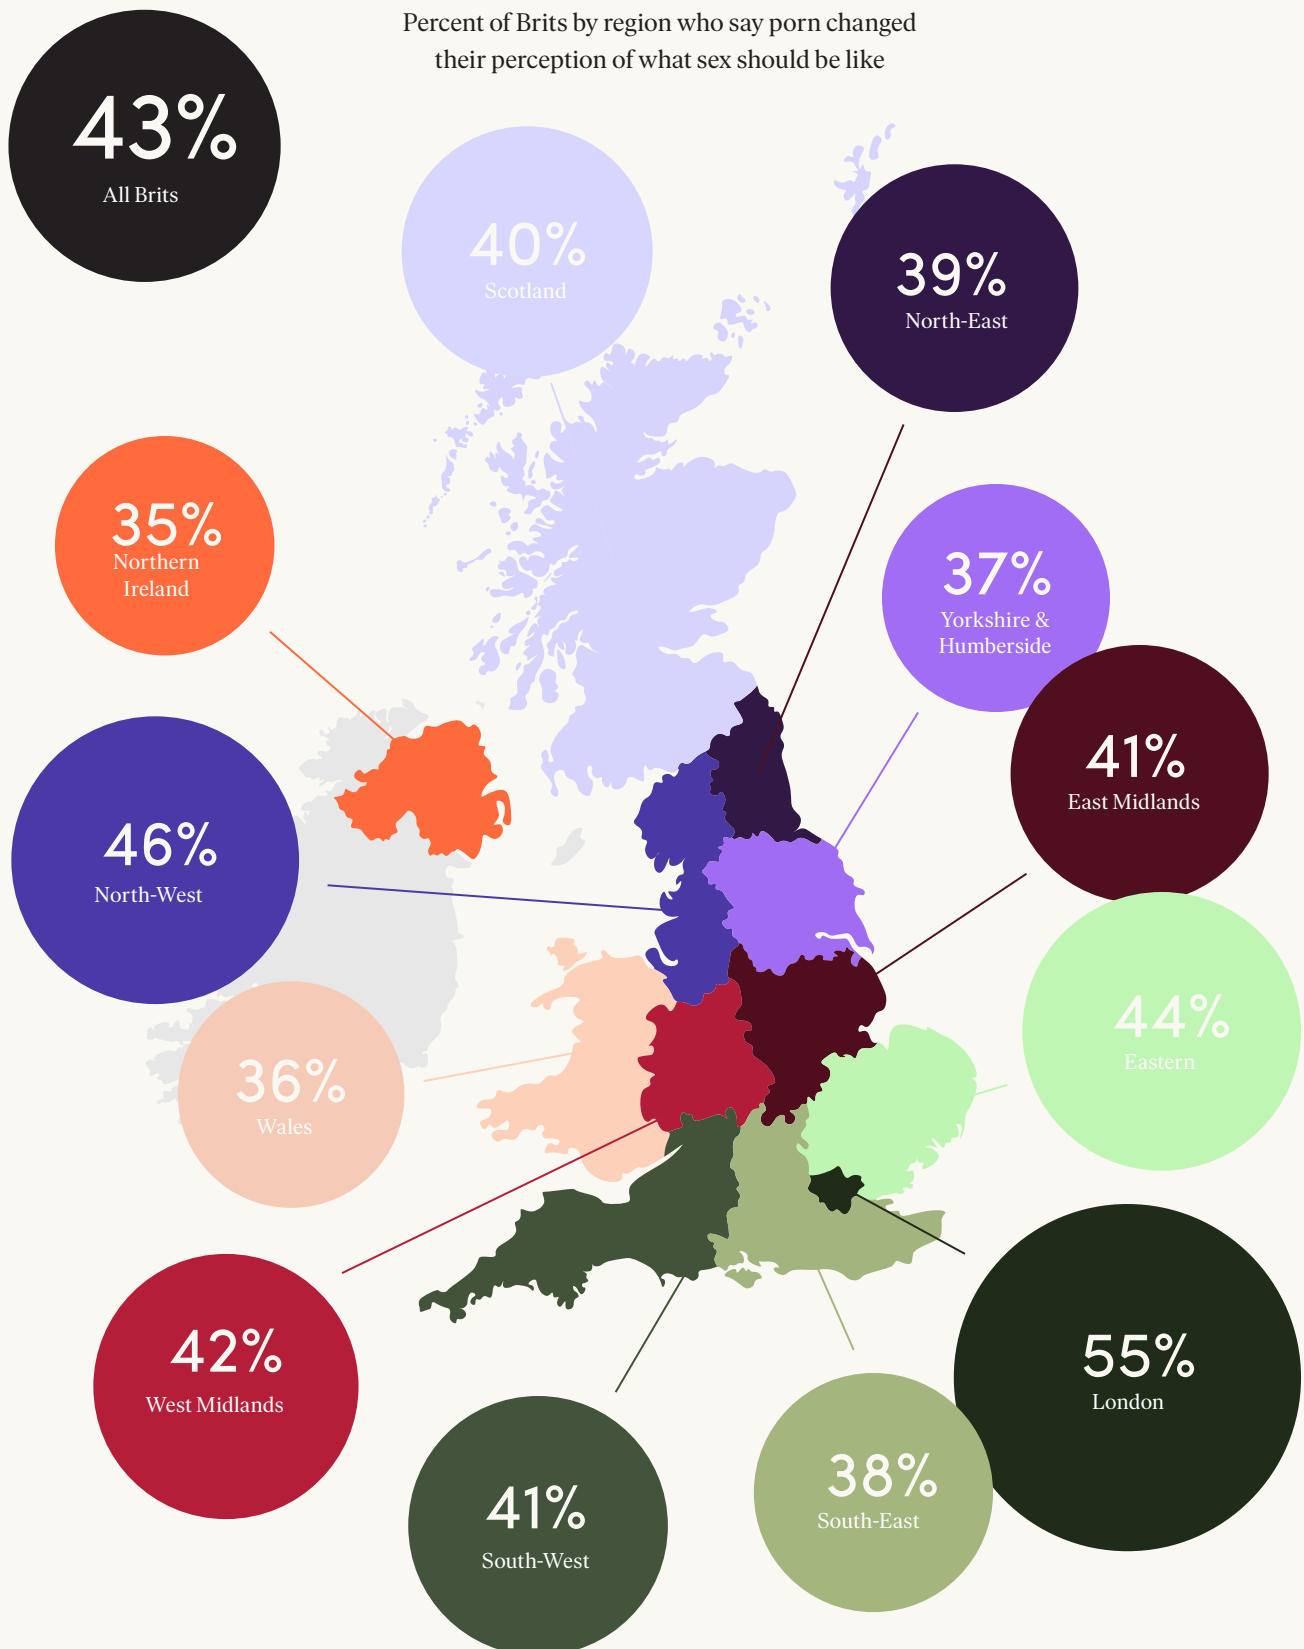 Percent of Brits by region who say porn changed
their perception of what sex should be like
43%
All Brits
40%
Scotland
39%
North-East
35%
Northern
Ireland
37%
Yorkshire &
Humberside
41%
East Midlands
46%
North-West
44%
Eastern
36%
Wales
42%
West Midlands
55%
London
38%
South-East
41%
South-West